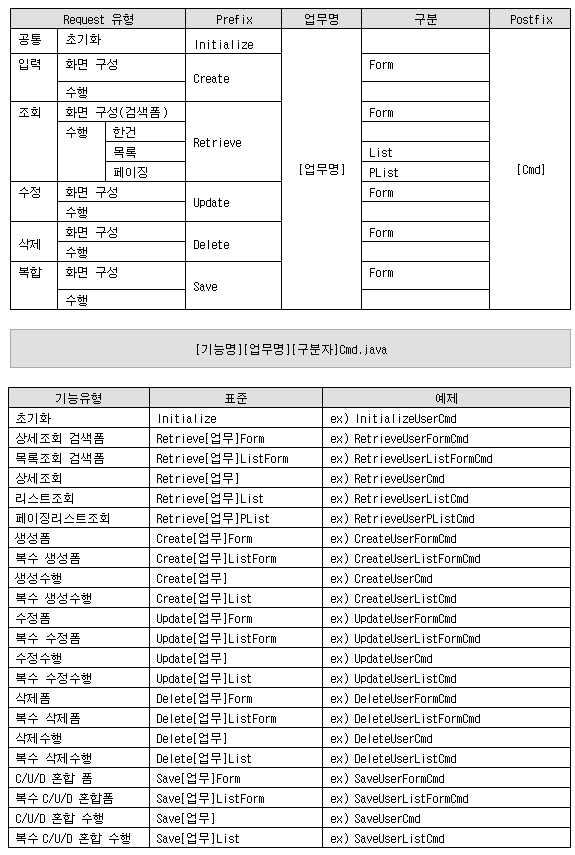 Request 유형 Prefix 업무명 구분 Postfix
공통 초기화 Initialize
입력 화면 구성 Create Form
수행
조회 화면 구성(검색폼) Retrieve Form
수행 한건
목록 List
페이징 PList
[업무명] [Cmd]
수정 화면 구성 Update Form
수행
삭제 화면 구성 Delete Form
수행
복합 화면 구성 Save Form
수행
[기능명][업무명][구분자]Cmd.java
기능유형 표준 예제
초기화 Initialize ex) InitializeUserCmd
상세조회 검색폼 Retrieve[업무]Form ex) RetrieveUserFormCmd
목록조회 검색폼 Retrieve[업무]ListForm ex) RetrieveUserListFormCmd
상세조회 Retrieve[업무] ex) RetrieveUserCmd
리스트조회 Retrieve[업무]List ex) RetrieveUserListCmd
페이징리스트조회 Retrieve[업무]PList ex) RetrieveUserPListCmd
생성폼 Create[업무]Form ex) CreateUserFormCmd
복수 생성폼 Create[업무]ListForm ex) CreateUserListFormCmd
생성수행 Create[업무] ex) CreateUserCmd
복수 생성수행 Create[업무]List ex) CreateUserListCmd
수정폼 Update[업무]Form ex) UpdateUserFormCmd
복수 수정폼 Update[업무]ListForm ex) UpdateUserListFormCmd
수정수행 Update[업무] ex) UpdateUserCmd
복수 수정수행 Update[업무]List ex) UpdateUserListCmd
삭제폼 Delete[업무]Form ex) DeleteUserFormCmd
복수 삭제폼 Delete[업무]ListForm ex) DeleteUserListFormCmd
삭제수행 Delete[업무] ex) DeleteUserCmd
복수 삭제수행 Delete[업무]List ex) DeleteUserListCmd
C/U/D 혼합 폼 Save[업무]Form ex) SaveUserFormCmd
복수 C/U/D 혼합폼 Save[업무]ListForm ex) SaveUserListFormCmd
C/U/D 혼합 수행 Save[업무] ex) SaveUserCmd
복수 C/U/D 혼합 수행 Save[업무]List ex) SaveUserListCmd